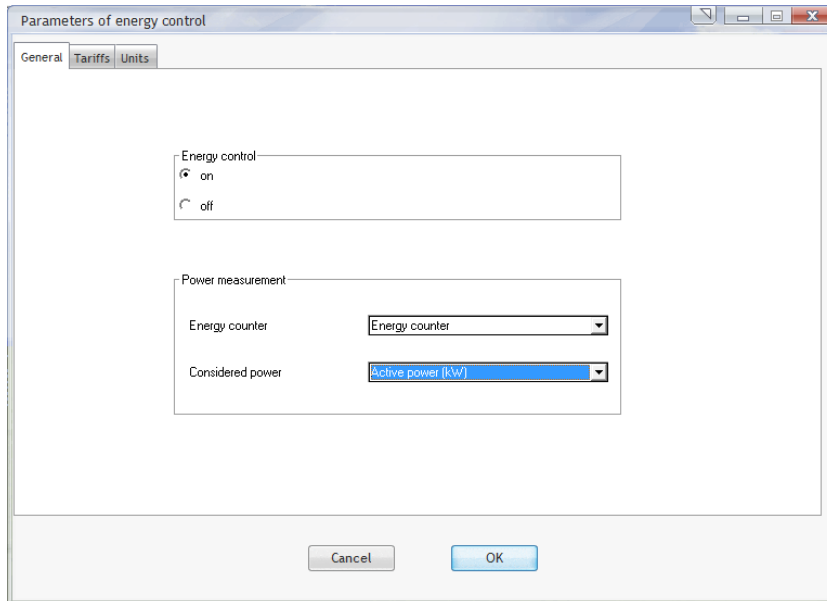 Parameters of energy control
General Tariffs Units
Energy control
on
off
Power measurement
Energy counter Energy counter
Considered power Active power (kW)
Cancel OK